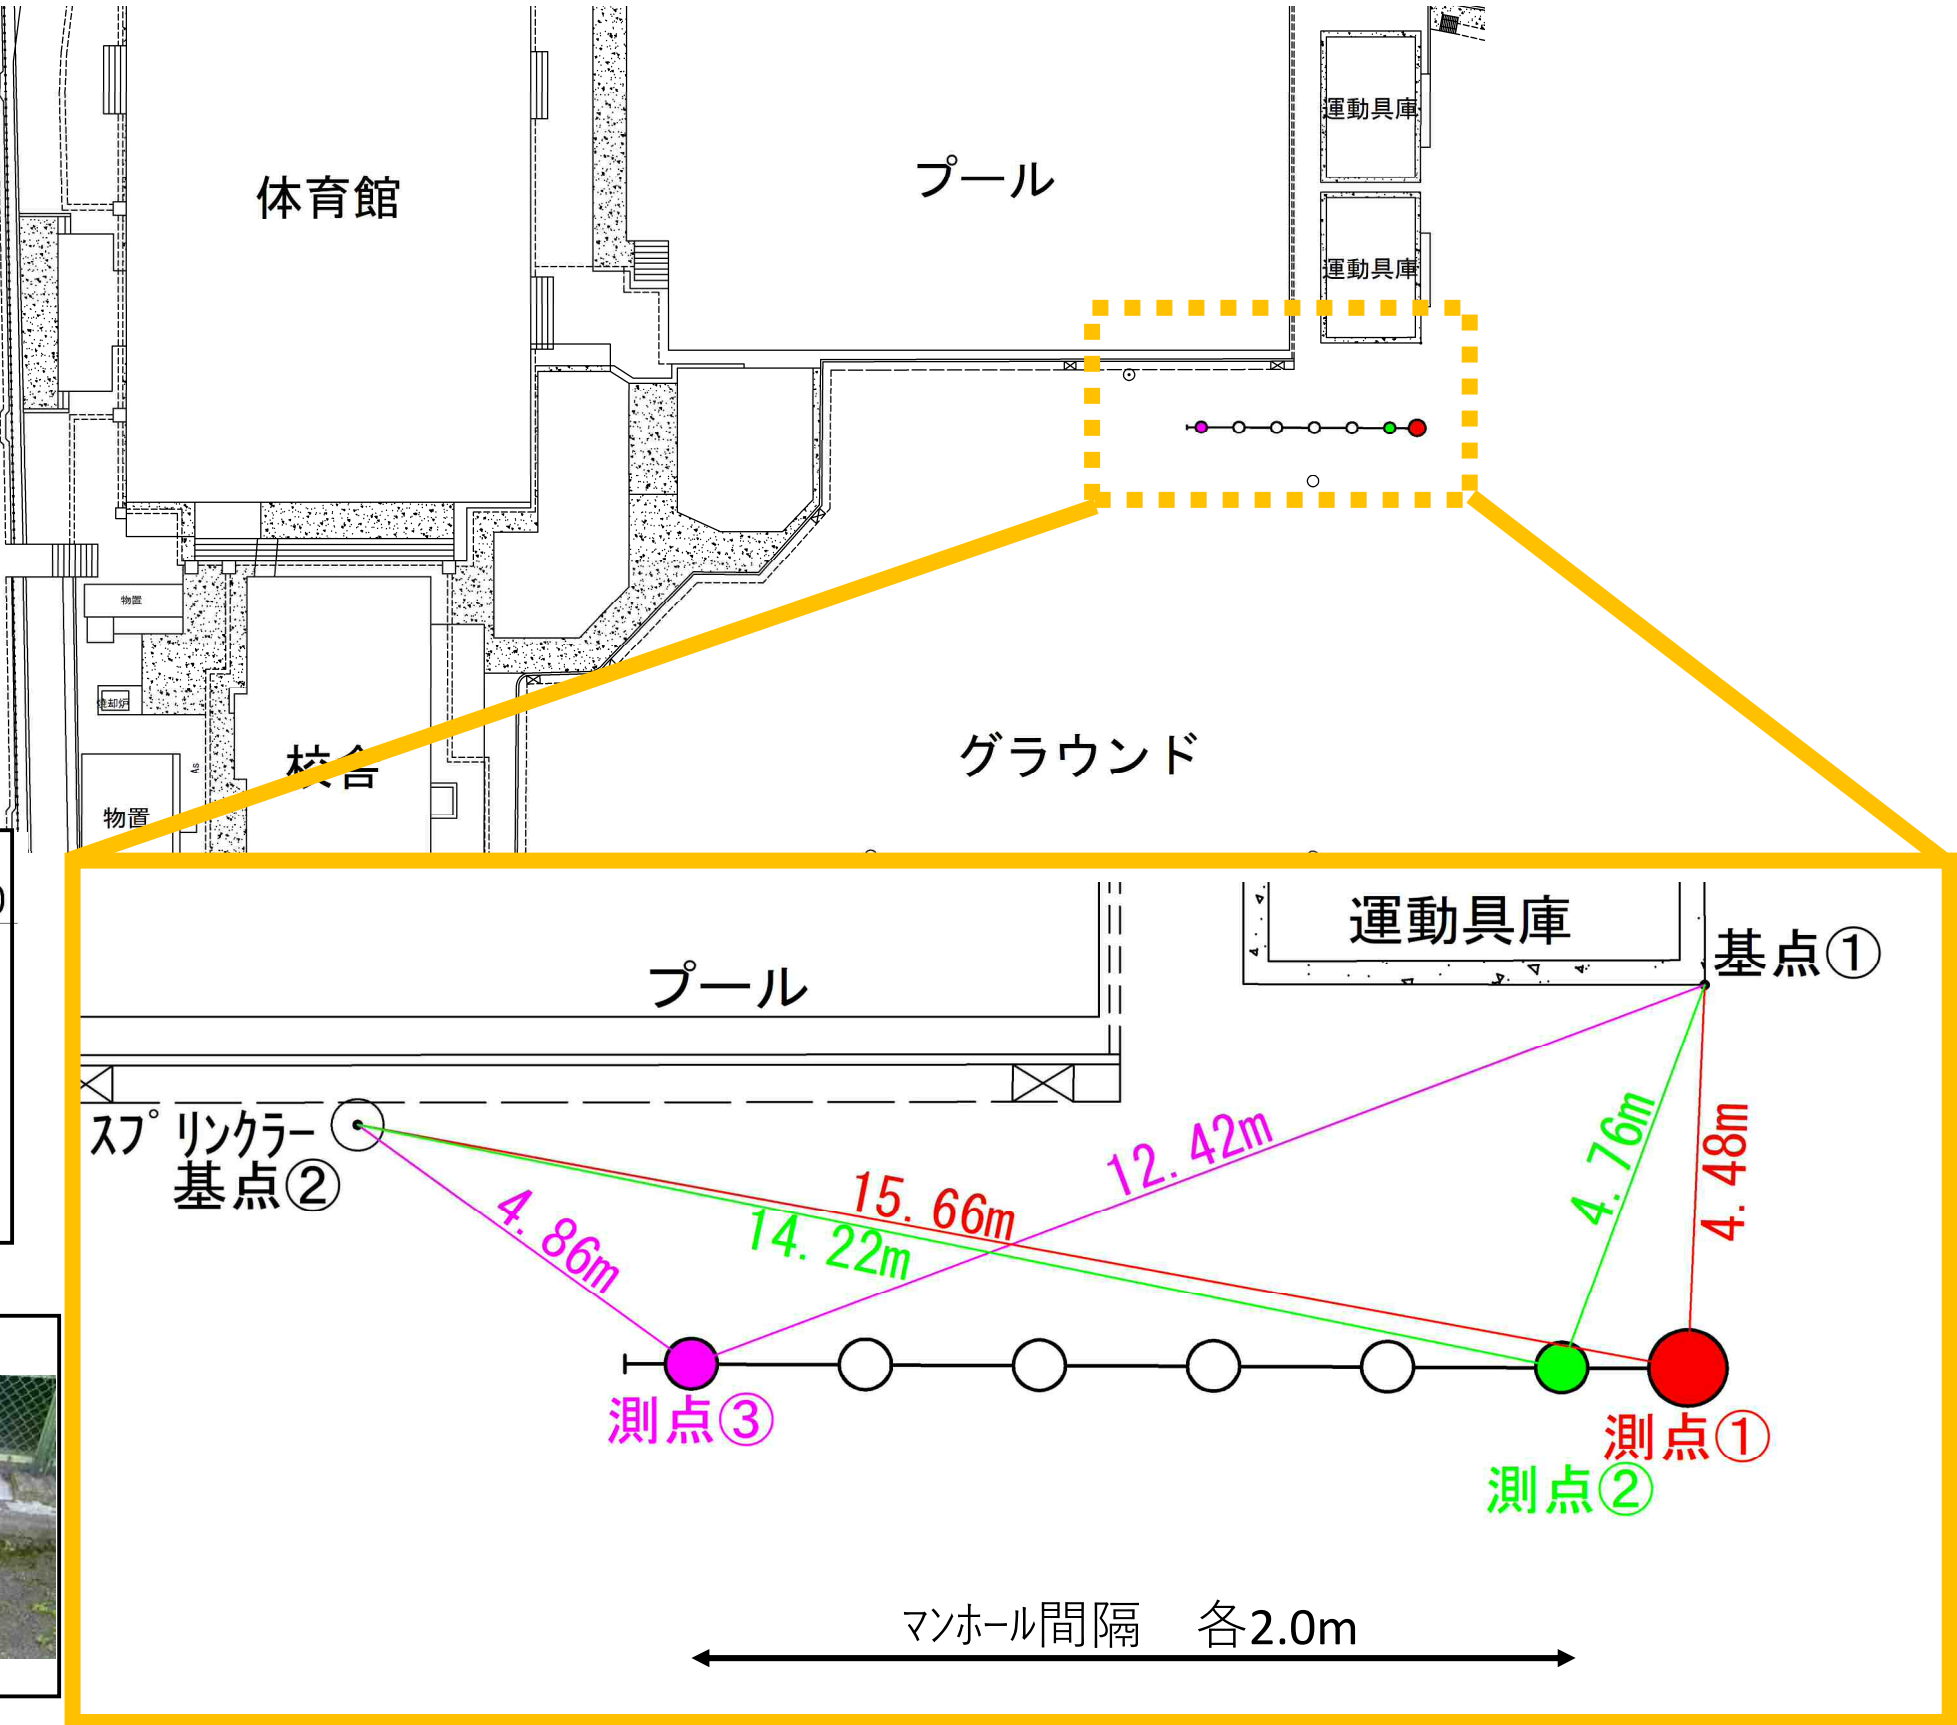 体育館
プール
運動具庫
運動具庫
物置
焼却炉
校舎
As
物置
グラウンド
運動具庫
基点①
プール
スプリンクラー
基点②
12.42m
4.76m
4.48m
15.66m
14.22m
4.86m
測点③
測点①
測点②
マンホール間隔　各2.0m